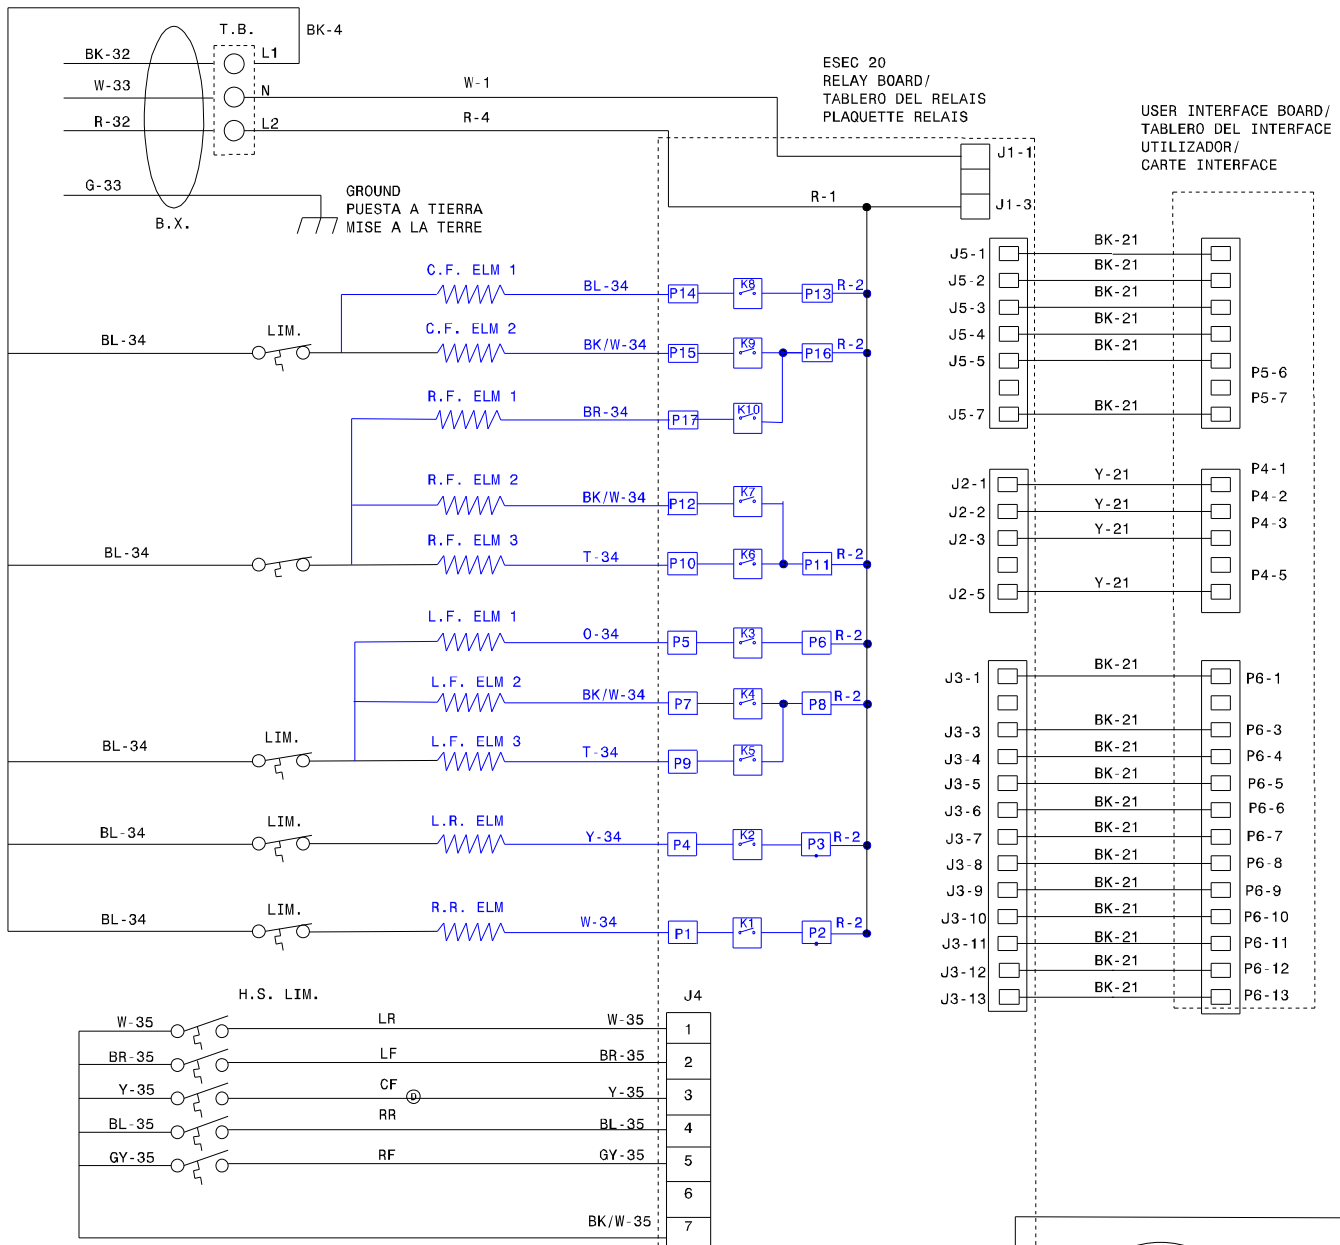 T.B.
BK-4
BK-32
L1
W-33
N
W-1
R-32
L2
R-4
G-33
B.X.
GROUND
PUESTA A TIERRA
MISE A LA TERRE
ESEC 20
RELAY BOARD/
TABLERO DEL RELAIS
PLAQUETTE RELAIS
USER INTERFACE BOARD/
TABLERO DEL INTERFACE
UTILIZADOR/
CARTE INTERFACE
J1-1
R-1
J1-3
C.F. ELM 1
BL-34
P14
K8
P13
R-2
BL-34
LIM.
C.F. ELM 2
BK/W-34
P15
K9
P16
R-2
R.F. ELM 1
BR-34
P17
K10
R.F. ELM 2
BK/W-34
P12
K7
BL-34
R.F. ELM 3
T-34
P10
K6
P11
R-2
L.F. ELM 1
O-34
P5
K3
P6
R-2
L.F. ELM 2
BK/W-34
P7
K4
P8
R-2
BL-34
LIM.
L.F. ELM 3
T-34
P9
K5
BL-34
LIM.
L.R. ELM
Y-34
P4
K2
P3
R-2
BL-34
LIM.
R.R. ELM
W-34
P1
K1
P2
R-2
J5-1
BK-21
J5-2
BK-21
J5-3
BK-21
J5-4
BK-21
J5-5
BK-21
P5-6
P5-7
J5-7
BK-21
J2-1
Y-21
P4-1
J2-2
Y-21
P4-2
J2-3
Y-21
P4-3
P4-5
J2-5
Y-21
J3-1
BK-21
P6-1
J3-3
BK-21
P6-3
J3-4
BK-21
P6-4
J3-5
BK-21
P6-5
J3-6
BK-21
P6-6
J3-7
BK-21
P6-7
J3-8
BK-21
P6-8
J3-9
BK-21
P6-9
J3-10
BK-21
P6-10
J3-11
BK-21
P6-11
J3-12
BK-21
P6-12
J3-13
BK-21
P6-13
H.S. LIM.
J4
W-35
LR
W-35
1
BR-35
LF
BR-35
2
Y-35
CF
D
Y-35
3
BL-35
RR
BL-35
4
GY-35
RF
GY-35
5
6
BK/W-35
7